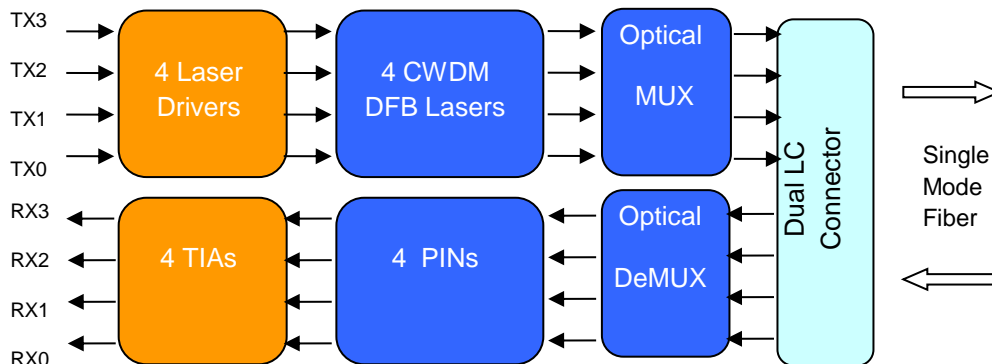 TX3
TX2
TX1
TX0
4 Laser
Drivers
4 CWDM
DFB Lasers
Optical
MUX
Dual LC
Connector
Single
Mode
Fiber
RX3
RX2
RX1
RX0
4 TIAs
4 PINs
Optical
DeMUX